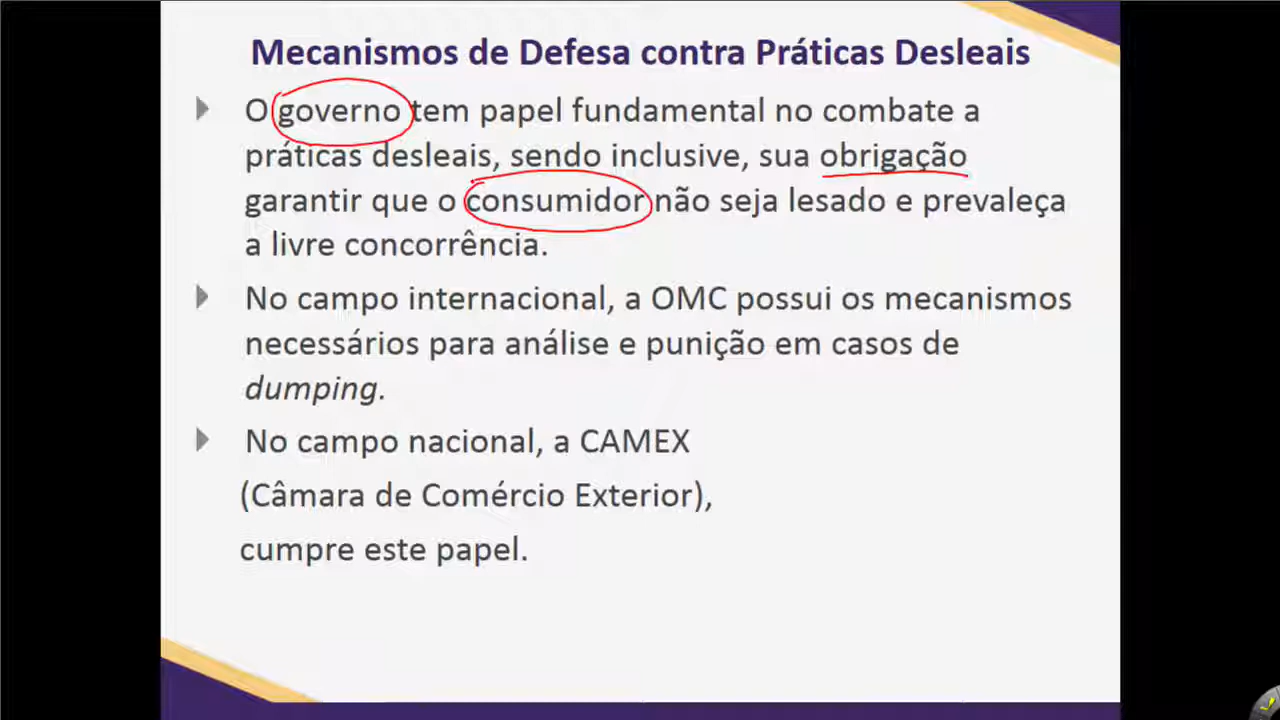 Mecanismos de Defesa contra Práticas Desleais
O governo tem papel fundamental no combate a
práticas desleais, sendo inclusive, sua obrigação
garantir que o consumidor não seja lesado e prevaleça
a livre concorrência.
No campo internacional, a OMC possui os mecanismos
necessários para análise e punição em casos de
dumping.
No campo nacional, a CAMEX
(Câmara de Comércio Exterior),
cumpre este papel.